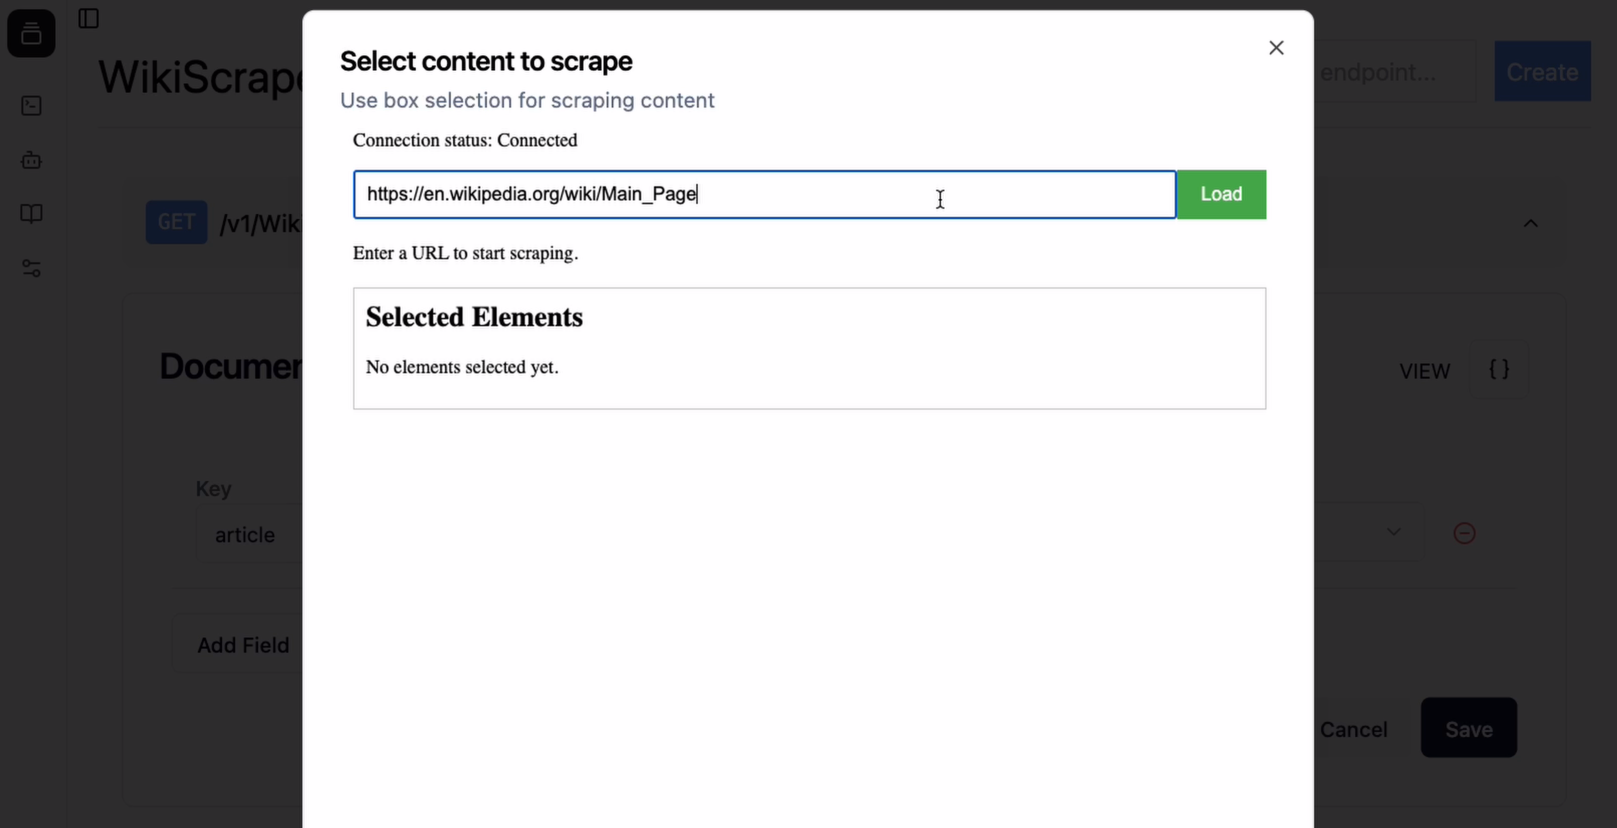 WikiScrape
endpoint...
Create
Select content to scrape
Use box selection for scraping content
Connection status: Connected
https://en.wikipedia.org/wiki/Main_Page
Load
GET
/v1/Wiki
Enter a URL to start scraping.
Selected Elements
No elements selected yet.
Documen
VIEW
{ }
Key
article
Add Field
Cancel
Save